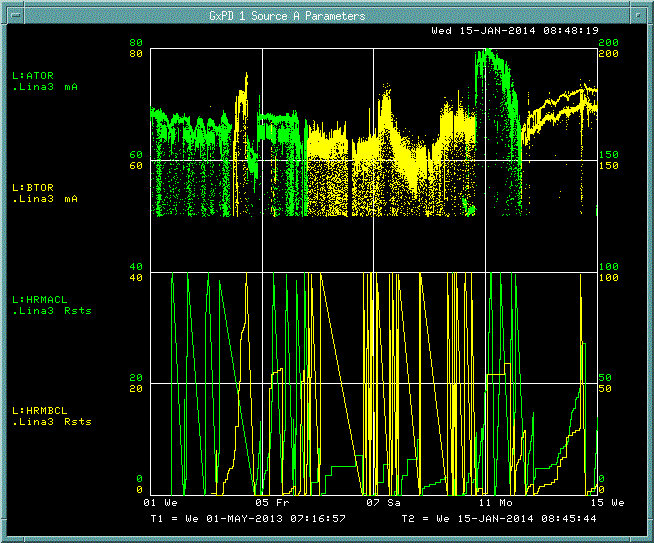 GxPD 1 Source A Parameters
Wed 15-JAN-2014 08:48:19
80 200
80 200
L:ATOR
.Lina3 mA
60 150
60 150
L:BTOR
.Lina3 mA
40 100
40 100
L:HRMACL
.Lina3 Rsts
20 50
20 50
L:HRMBCL
.Lina3 Rsts
0 0
0 0
01 We 05 Fr 07 Sa 11 Mo 15 We
T1 = We 01-MAY-2013 07:16:57 T2 = We 15-JAN-2014 08:45:44